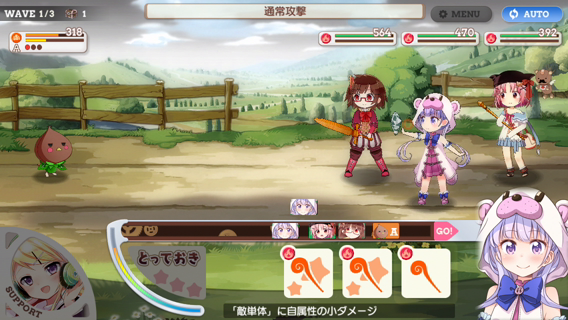 WAVE 1/3 1
通常攻撃
MENU
AUTO
318
A
564
470
392
A
GO!
とっておき
SUPPORT
「敵単体」に自属性の小ダメージ